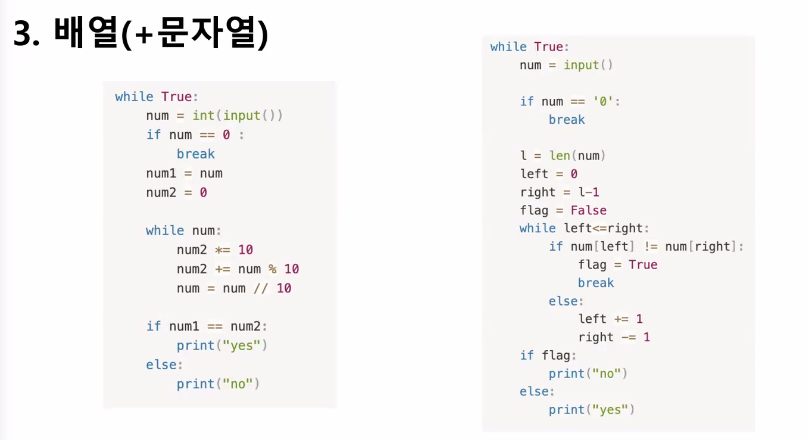 3. 배열(+문자열)
while True:
    num = int(input())
    if num == 0 :
        break
    num1 = num
    num2 = 0
    while num:
        num2 *= 10
        num2 += num % 10
        num = num // 10
    if num1 == num2:
        print("yes")
    else:
        print("no")
while True:
    num = input()
    if num == '0':
        break
    l = len(num)
    left = 0
    right = l-1
    flag = False
    while left<=right:
        if num[left] != num[right]:
            flag = True
            break
        else:
            left += 1
            right -= 1
    if flag:
        print("no")
    else:
        print("yes")